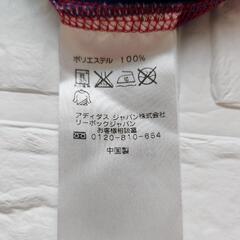 ポリエステル 100%
アディダス ジャパン株式会社
リーボックジャパン
お客様相談窓
0120-810-654
中国製